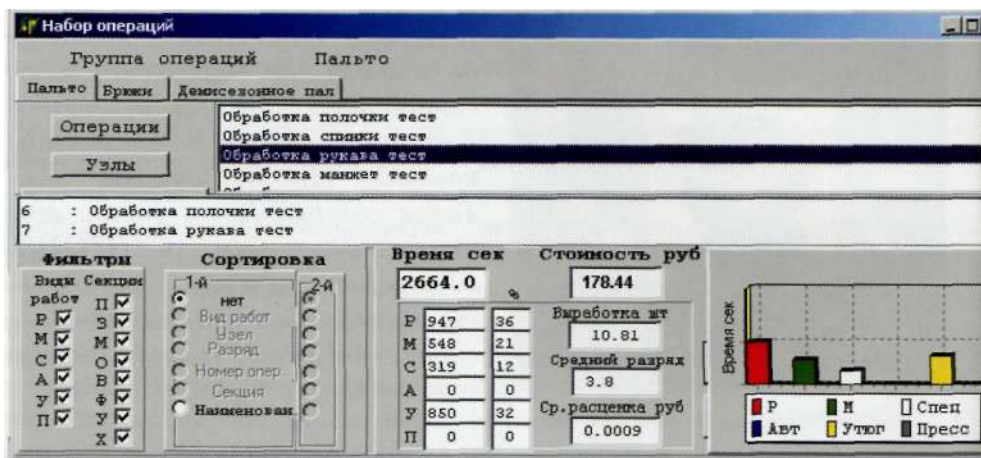 Набор операций
Группа операций Пальто
Пальто Брюки Демисезонное пал
Операции
Узлы
Обработка полочки тест
Обработка спинки тест
Обработка рукава тест
Обработка манжет тест
6 : Обработка полочки тест
7 : Обработка рукава тест
Фильтры
Виды работ
Секции
Р
М
С
А
У
П
П
З
М
О
В
Ф
У
Х
Сортировка
1-й
2-й
нет
Вид работ
Узел
Разряд
Номер опер
Секция
Наименован.
Время сек
2664.0
%
Р 947 36
М 548 21
С 319 12
А 0 0
У 850 32
П 0 0
Стоимость руб
178.44
Выработка шт
10.81
Средний разряд
3.8
Ср.расценка руб
0.0009
Время сек
Р М Спец
Авт Утюг Пресс